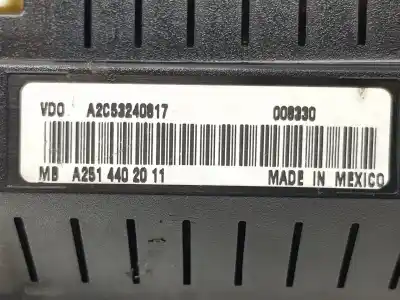 VDO A2C53240817 008330
MB A251 440 20 11 MADE IN MEXICO